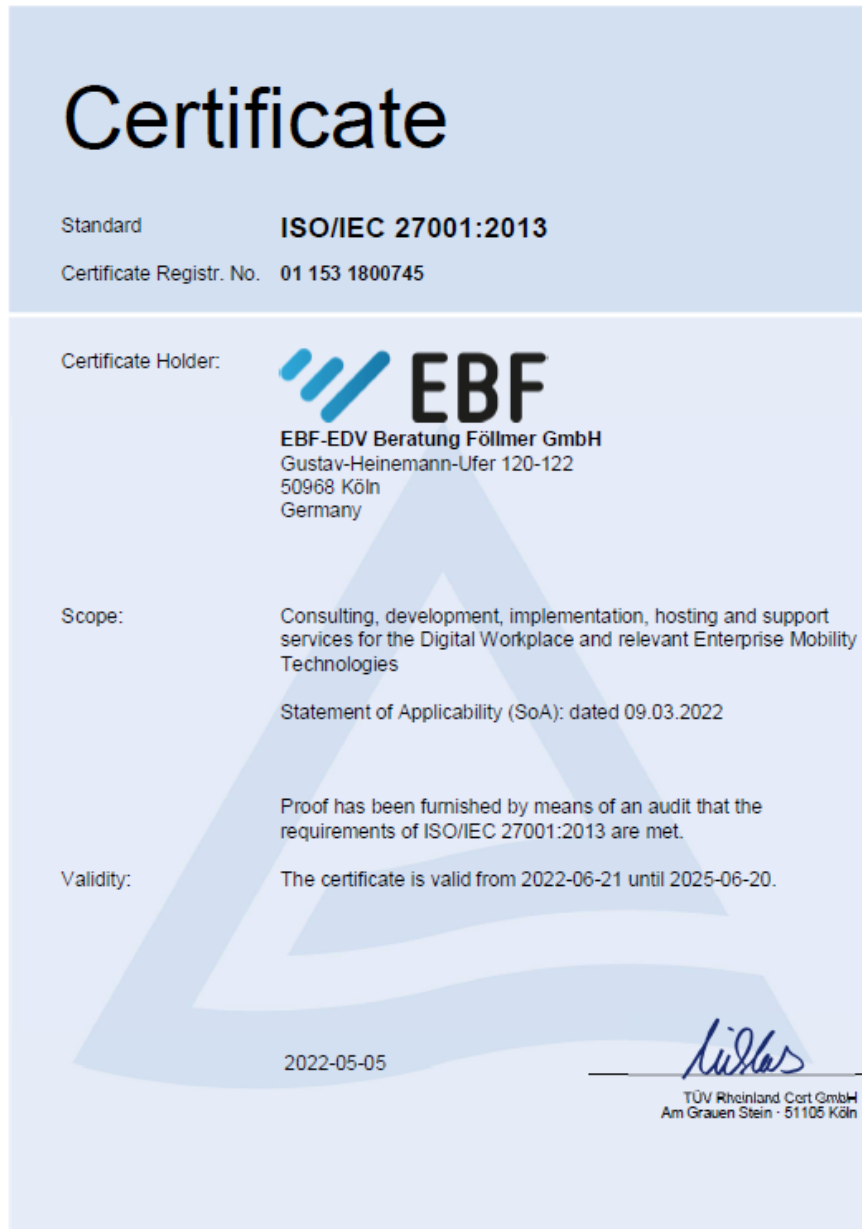 Certificate
Standard ISO/IEC 27001:2013
Certificate Registr. No. 01 153 1800745
Certificate Holder:
EBF
EBF-EDV Beratung Föllmer GmbH
Gustav-Heinemann-Ufer 120-122
50968 Köln
Germany
Scope: Consulting, development, implementation, hosting and support
services for the Digital Workplace and relevant Enterprise Mobility
Technologies
Statement of Applicability (SoA): dated 09.03.2022
Proof has been furnished by means of an audit that the
requirements of ISO/IEC 27001:2013 are met.
Validity: The certificate is valid from 2022-06-21 until 2025-06-20.
2022-05-05
TÜV Rheinland Cert GmbH
Am Grauen Stein · 51105 Köln